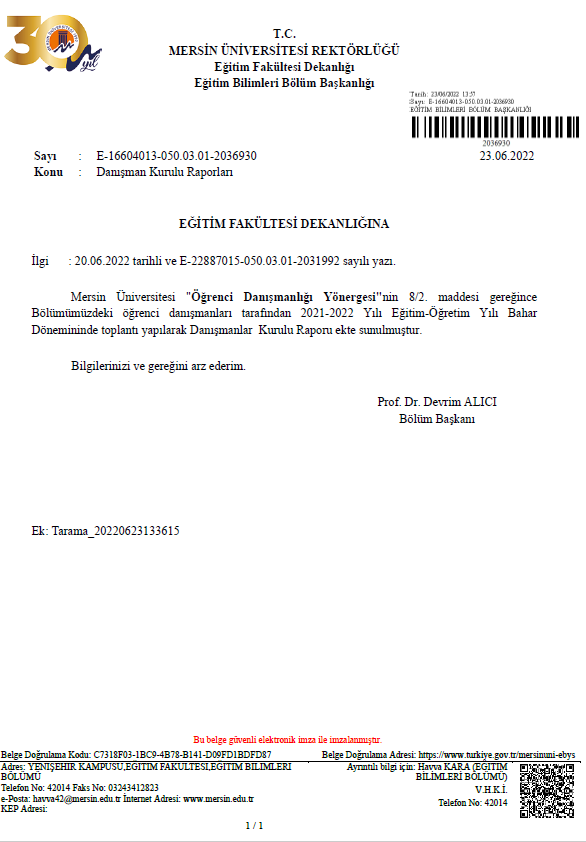 30
yıl
MERSİN ÜNİVERSİTESİ
T.C.
MERSİN ÜNİVERSİTESİ REKTÖRLÜĞÜ
Eğitim Fakültesi Dekanlığı
Eğitim Bilimleri Bölüm Başkanlığı
Tarih: 23/06/2022 13:57
Sayı: E-16604013-050.03.01-2036930
EĞİTİM BİLİMLERİ BÖLÜM BAŞKANLIĞI
2036930
Sayı : E-16604013-050.03.01-2036930 23.06.2022
Konu : Danışman Kurulu Raporları
EĞİTİM FAKÜLTESİ DEKANLIĞINA
İlgi : 20.06.2022 tarihli ve E-22887015-050.03.01-2031992 sayılı yazı.
Mersin Üniversitesi "Öğrenci Danışmanlığı Yönergesi"nin 8/2. maddesi gereğince
Bölümümüzdeki öğrenci danışmanları tarafından 2021-2022 Yılı Eğitim-Öğretim Yılı Bahar
Dönemininde toplantı yapılarak Danışmanlar Kurulu Raporu ekte sunulmuştur.
Bilgilerinizi ve gereğini arz ederim.
Prof. Dr. Devrim ALICI
Bölüm Başkanı
Ek: Tarama_20220623133615
Bu belge güvenli elektronik imza ile imzalanmıştır.
Belge Doğrulama Kodu: C7318F03-1BC9-4B78-B141-D09FD1BDFD87 Belge Doğrulama Adresi: https://www.turkiye.gov.tr/mersinuni-ebys
Adres: YENİŞEHİR KAMPUSU,EĞİTİM FAKÜLTESİ,EĞİTİM BİLİMLERİ
BÖLÜMÜ
Telefon No: 42014 Faks No: 03243412823
e-Posta: havva42@mersin.edu.tr İnternet Adresi: www.mersin.edu.tr
KEP Adresi:
Ayrıntılı bilgi için: Havva KARA (EĞİTİM
BİLİMLERİ BÖLÜMÜ)
V.H.K.İ.
Telefon No: 42014
1 / 1